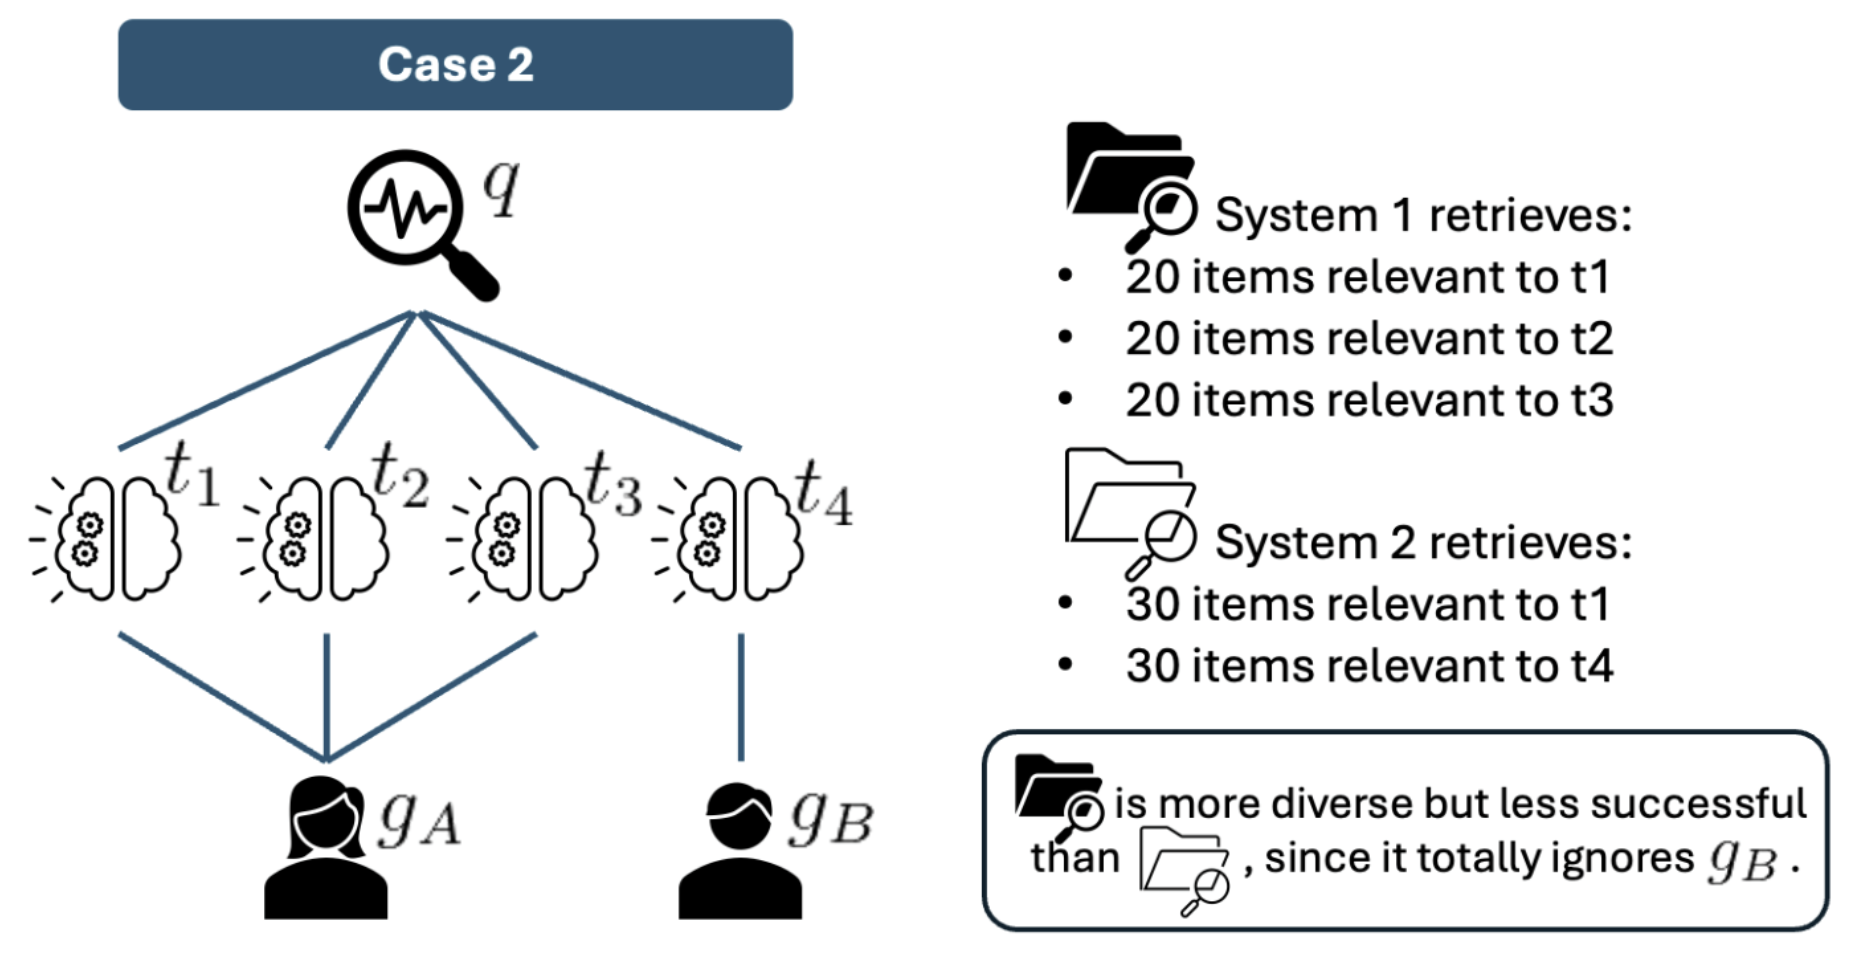 Case 2
q
t1 t2 t3 t4
gA gB
System 1 retrieves:
• 20 items relevant to t1
• 20 items relevant to t2
• 20 items relevant to t3
System 2 retrieves:
• 30 items relevant to t1
• 30 items relevant to t4
is more diverse but less successful
than , since it totally ignores gB .